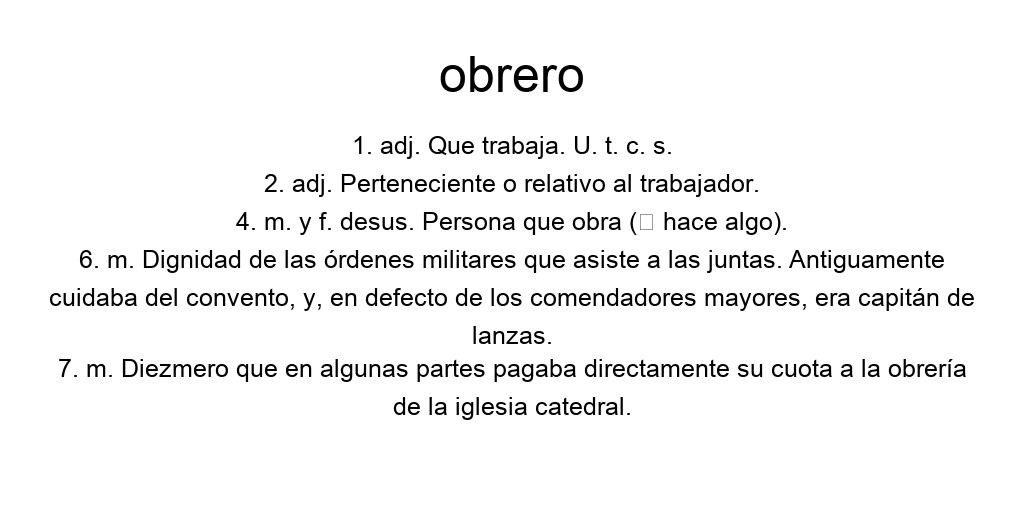 obrero
1. adj. Que trabaja. U. t. c. s.
2. adj. Perteneciente o relativo al trabajador.
4. m. y f. desus. Persona que obra (□ hace algo).
6. m. Dignidad de las órdenes militares que asiste a las juntas. Antiguamente
cuidaba del convento, y, en defecto de los comendadores mayores, era capitán de
lanzas.
7. m. Diezmero que en algunas partes pagaba directamente su cuota a la obrería
de la iglesia catedral.